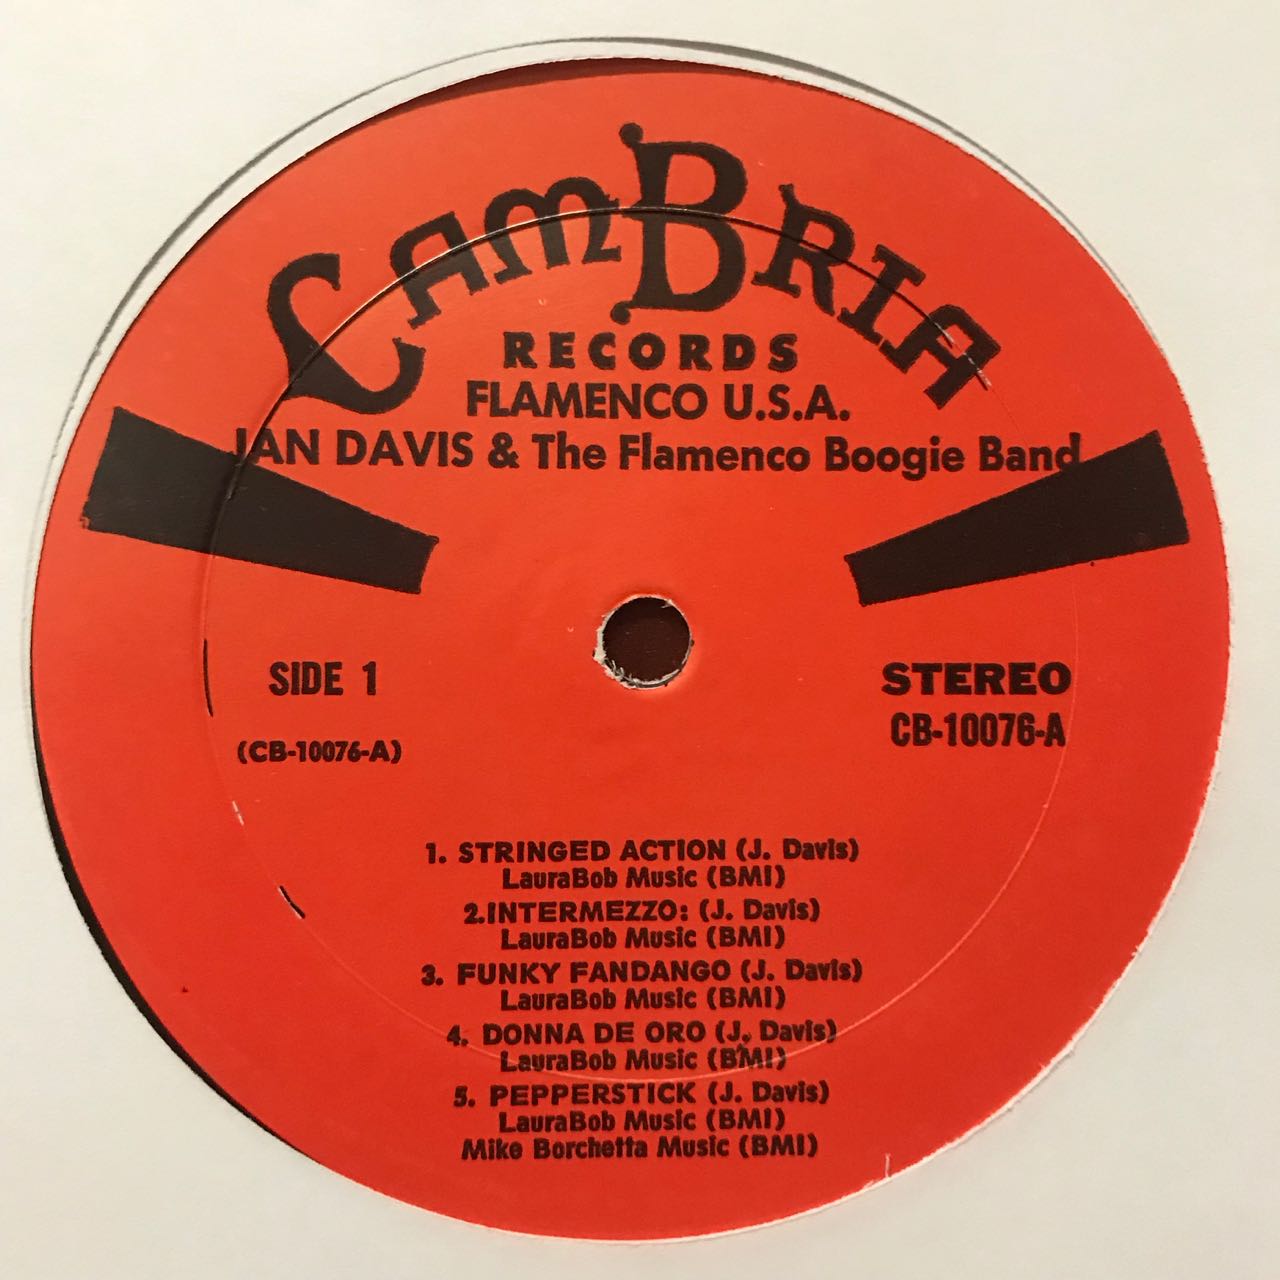 CAMBRIA
RECORDS
FLAMENCO U.S.A.
JAN DAVIS & The Flamenco Boogie Band
SIDE 1
(CB-10076-A)
STEREO
CB-10076-A
1. STRINGED ACTION (J. Davis)
LauraBob Music (BMI)
2.INTERMEZZO: (J. Davis)
LauraBob Music (BMI)
3. FUNKY FANDANGO (J. Davis)
LauraBob Music (BMI)
4. DONNA DE ORO (J. Davis)
LauraBob Music (BMI)
5. PEPPERSTICK (J. Davis)
LauraBob Music (BMI)
Mike Borchetta Music (BMI)